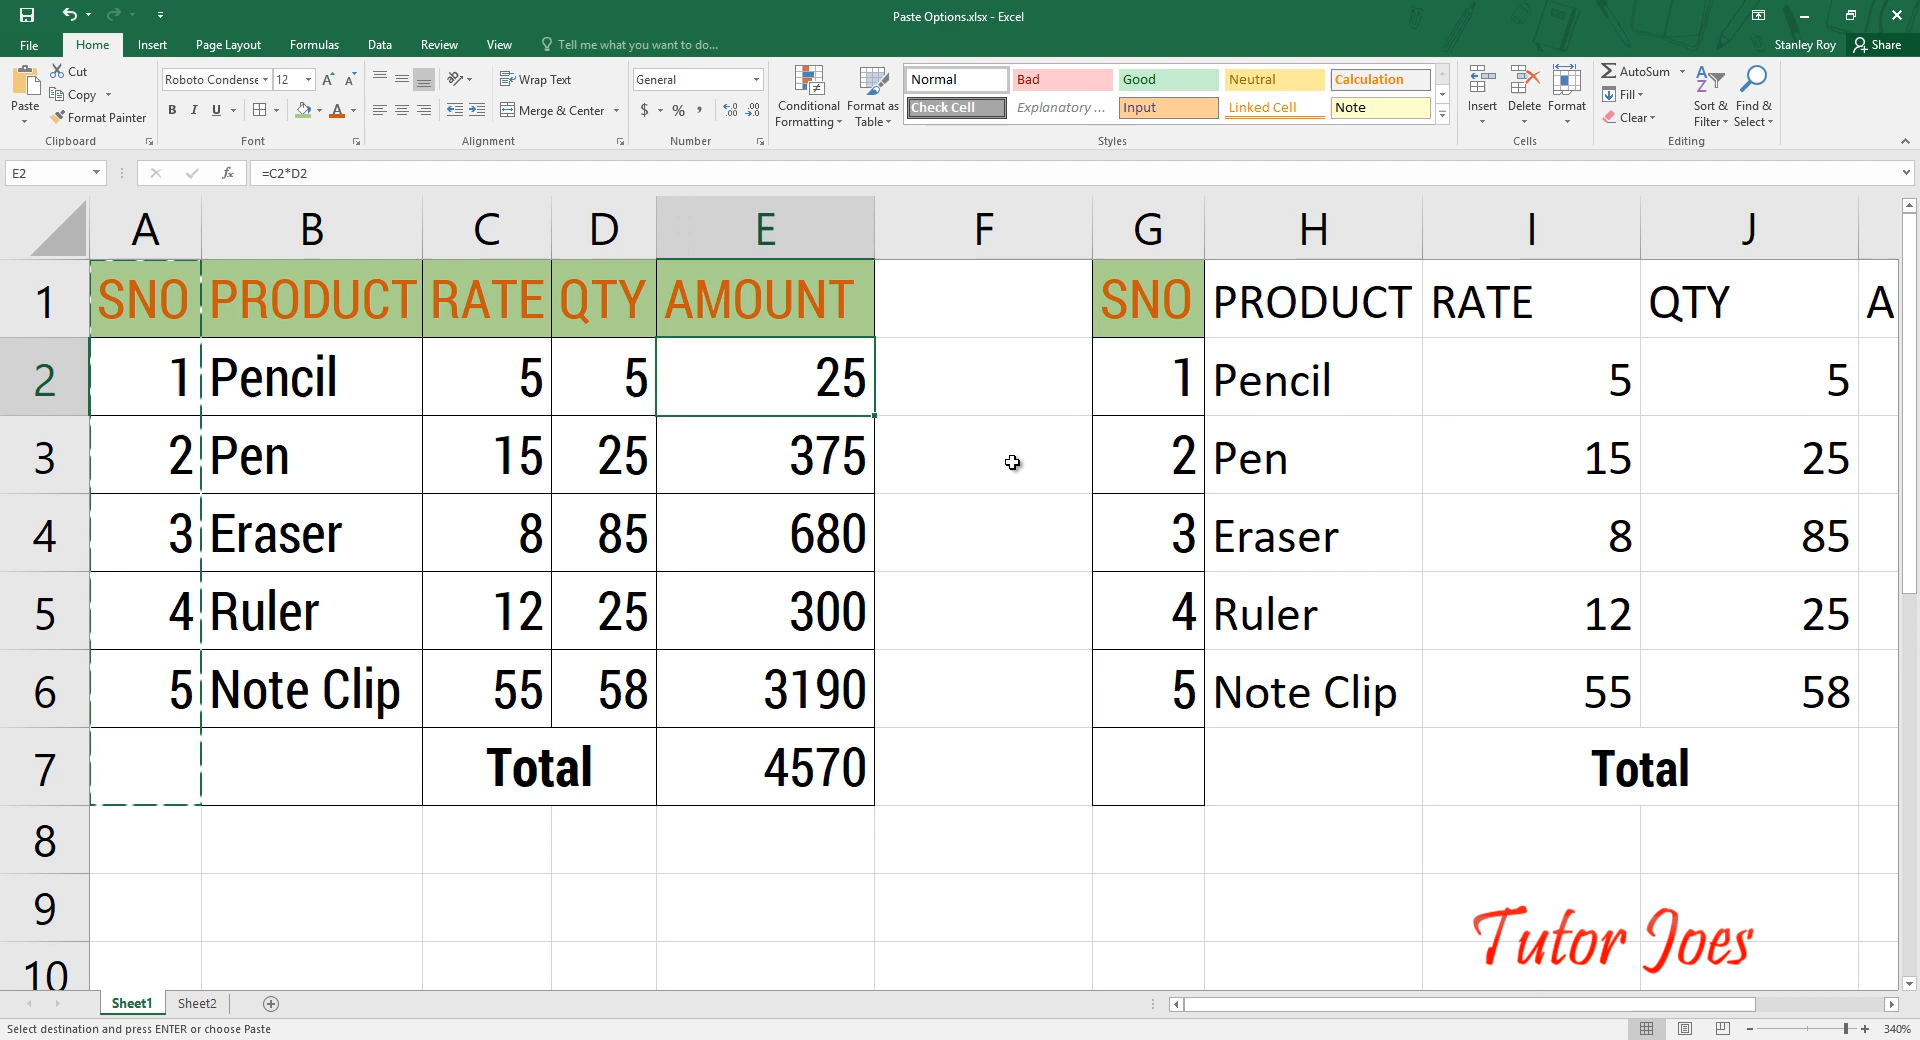 Paste Options.xlsx - Excel
File Home Insert Page Layout Formulas Data Review View Tell me what you want to do... Stanley Roy Share
Paste
Cut
Copy
Format Painter
Clipboard
Roboto Condense 12
B I U
Font
Wrap Text
Merge & Center
Alignment
General
$ % ,
Number
Conditional Formatting
Format as Table
Normal Bad Good Neutral Calculation
Check Cell Explanatory ... Input Linked Cell Note
Styles
Insert Delete Format
Cells
AutoSum
Fill
Clear
Sort & Filter
Find & Select
Editing
E2 fx =C2*D2
A B C D E F G H I J
1 SNO PRODUCT RATE QTY AMOUNT SNO PRODUCT RATE QTY A
2 1 Pencil 5 5 25 1 Pencil 5 5
3 2 Pen 15 25 375 2 Pen 15 25
4 3 Eraser 8 85 680 3 Eraser 8 85
5 4 Ruler 12 25 300 4 Ruler 12 25
6 5 Note Clip 55 58 3190 5 Note Clip 55 58
7 Total 4570 Total
8
9
10
Tutor Joes
Sheet1 Sheet2
Select destination and press ENTER or choose Paste
340%